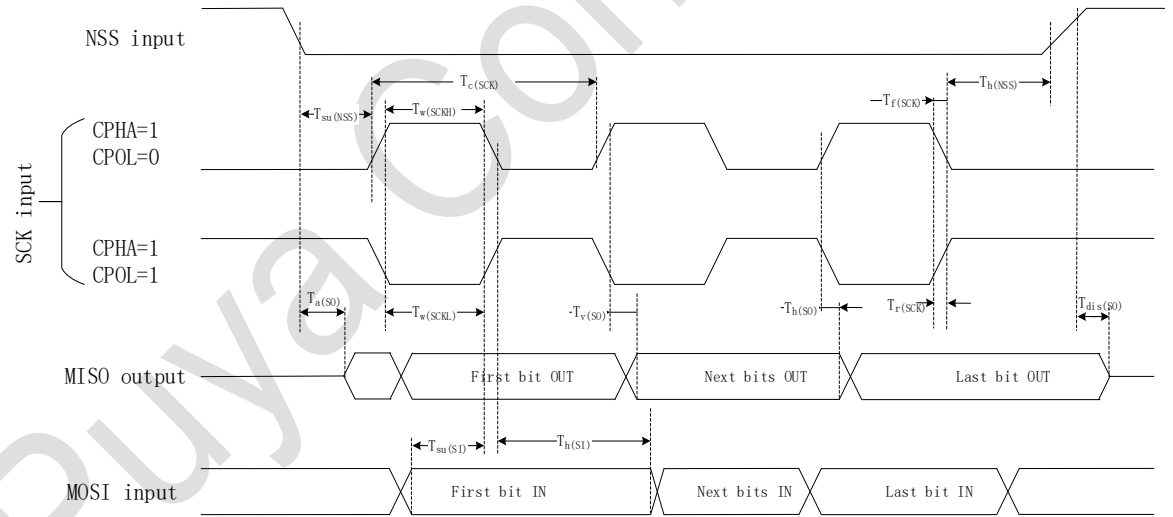 NSS input
Tc(SCK)
Th(NSS)
Tf(SCK)
Tsu(NSS)
Tw(SCKH)
CPHA=1
CPOL=0
SCK input
CPHA=1
CPOL=1
Ta(SO)
Tw(SCKL)
Tv(SO)
Th(SO)
Tr(SCK)
Tdis(SO)
MISO output
First bit OUT
Next bits OUT
Last bit OUT
Tsu(SI)
Th(SI)
MOSI input
First bit IN
Next bits IN
Last bit IN
Puya Con